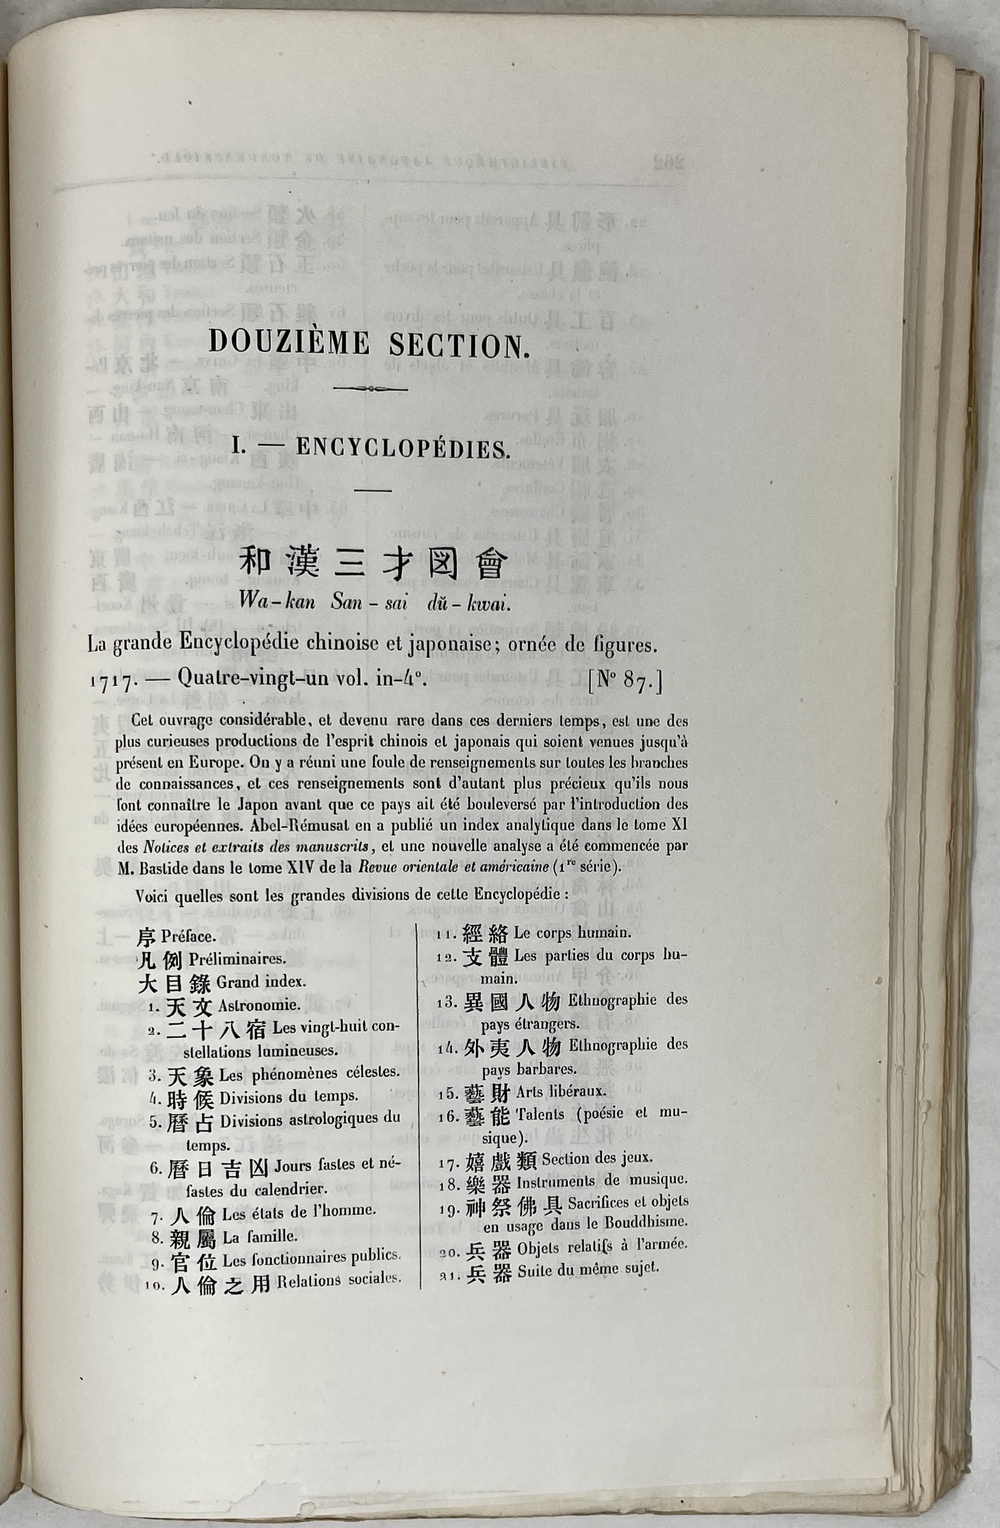 DOUZIÈME SECTION.
I. — ENCYCLOPÉDIES.
和漢三才図會
Wa-kan San-sai dŭ-kwai.
La grande Encyclopédie chinoise et japonaise; ornée de figures.
1717. — Quatre-vingt-un vol. in-4°. [N° 87.]
Cet ouvrage considérable, et devenu rare dans ces derniers temps, est une des
plus curieuses productions de l'esprit chinois et japonais qui soient venues jusqu'à
présent en Europe. On y a réuni une foule de renseignements sur toutes les branches
de connaissances, et ces renseignements sont d'autant plus précieux qu'ils nous
font connaître le Japon avant que ce pays ait été bouleversé par l'introduction des
idées européennes. Abel-Rémusat en a publié un index analytique dans le tome XI
des Notices et extraits des manuscrits, et une nouvelle analyse a été commencée par
M. Bastide dans le tome XIV de la Revue orientale et américaine (1re série).
Voici quelles sont les grandes divisions de cette Encyclopédie :
序 Préface.
凡例 Préliminaires.
大目錄 Grand index.
1. 天文 Astronomie.
2. 二十八宿 Les vingt-huit con-
stellations lumineuses.
3. 天象 Les phénomènes célestes.
4. 時候 Divisions du temps.
5. 曆占 Divisions astrologiques du
temps.
6. 曆日吉凶 Jours fastes et né-
fastes du calendrier.
7. 人倫 Les états de l'homme.
8. 親屬 La famille.
9. 官位 Les fonctionnaires publics.
10. 人倫之用 Relations sociales.
11. 經絡 Le corps humain.
12. 支體 Les parties du corps hu-
main.
13. 異國人物 Ethnographie des
pays étrangers.
14. 外夷人物 Ethnographie des
pays barbares.
15. 藝財 Arts libéraux.
16. 藝能 Talents (poésie et mu-
sique).
17. 嬉戲類 Section des jeux.
18. 樂器 Instruments de musique.
19. 神祭佛具 Sacrifices et objets
en usage dans le Bouddhisme.
20. 兵器 Objets relatifs à l'armée.
21. 兵器 Suite du même sujet.